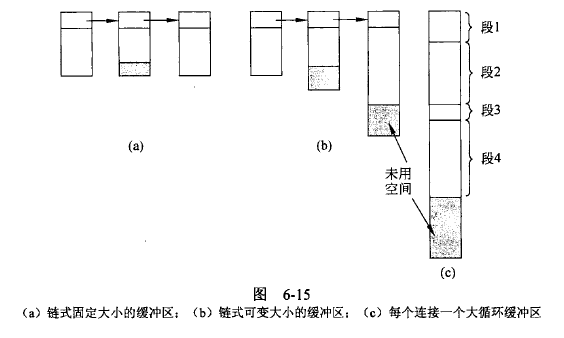 段1
段2
段3
段4
(a)
(b)
未用
空间
(c)
图 6-15
(a) 链式固定大小的缓冲区；(b) 链式可变大小的缓冲区；(c) 每个连接一个大循环缓冲区